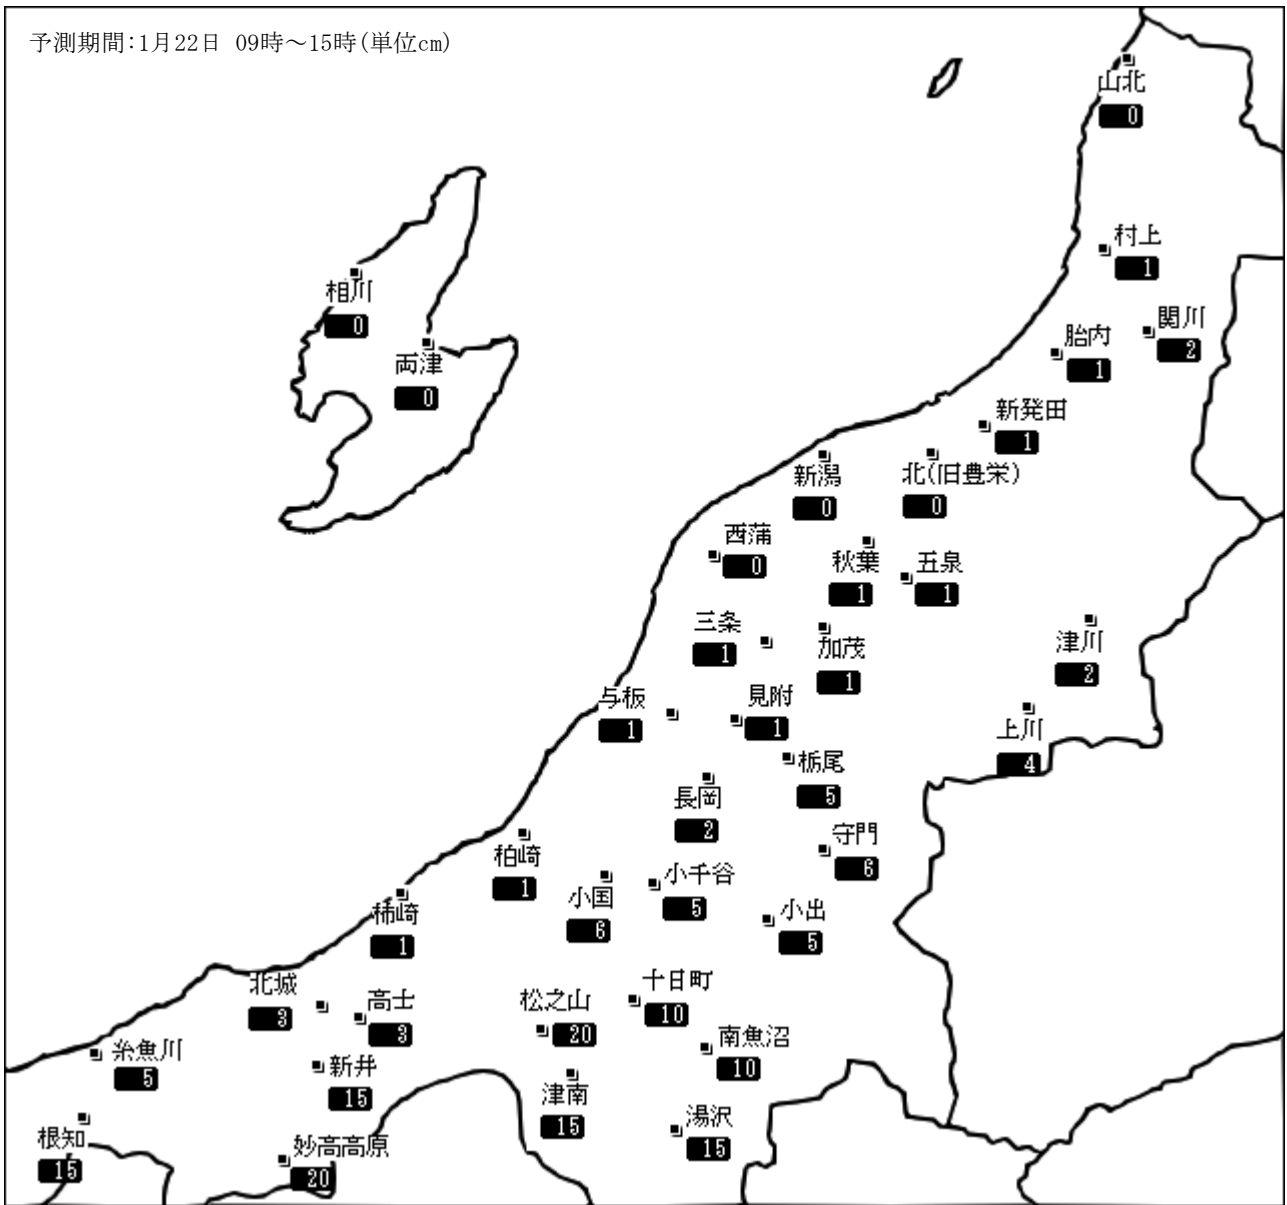 予測期間:1月22日 09時～15時(単位cm)
山北
0
村上
1
相川
0
関川
2
胎内
1
両津
0
新発田
1
新潟
0
北(旧豊栄)
0
西蒲
0
秋葉
1
五泉
1
三条
1
加茂
1
津川
2
与板
1
見附
1
上川
4
栃尾
5
長岡
2
守門
6
柏崎
1
小国
6
小千谷
5
小出
5
柿崎
1
北城
3
高士
3
松之山
20
十日町
10
南魚沼
10
糸魚川
5
新井
15
津南
15
湯沢
15
根知
15
妙高高原
20